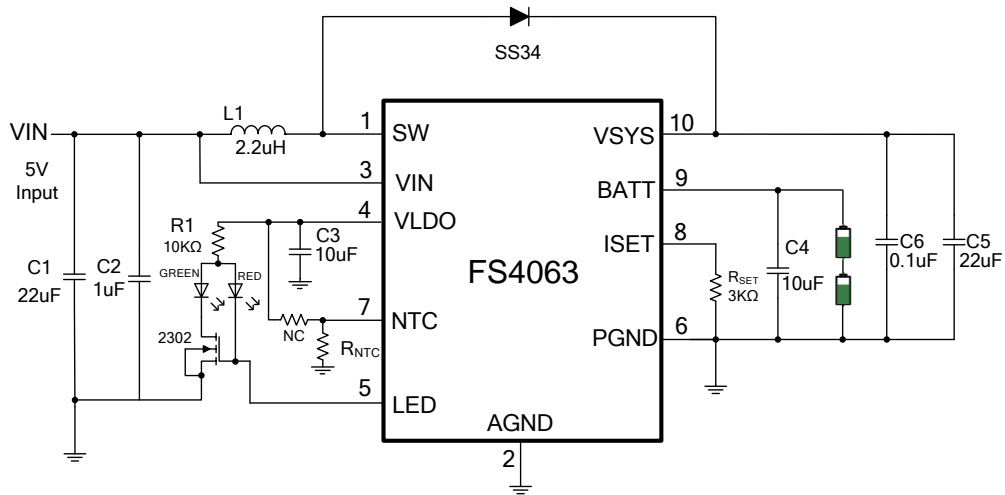 SS34
L1
2.2uH
VIN
5V
Input
1
SW
3
VIN
4
VLDO
R1
10KΩ
C3
10uF
GREEN
RED
C1
22uF
C2
1uF
7
NTC
NC
RNTC
2302
5
LED
FS4063
AGND
2
VSYS
10
BATT
9
ISET
8
RSET
3KΩ
C4
10uF
C6
0.1uF
C5
22uF
PGND
6